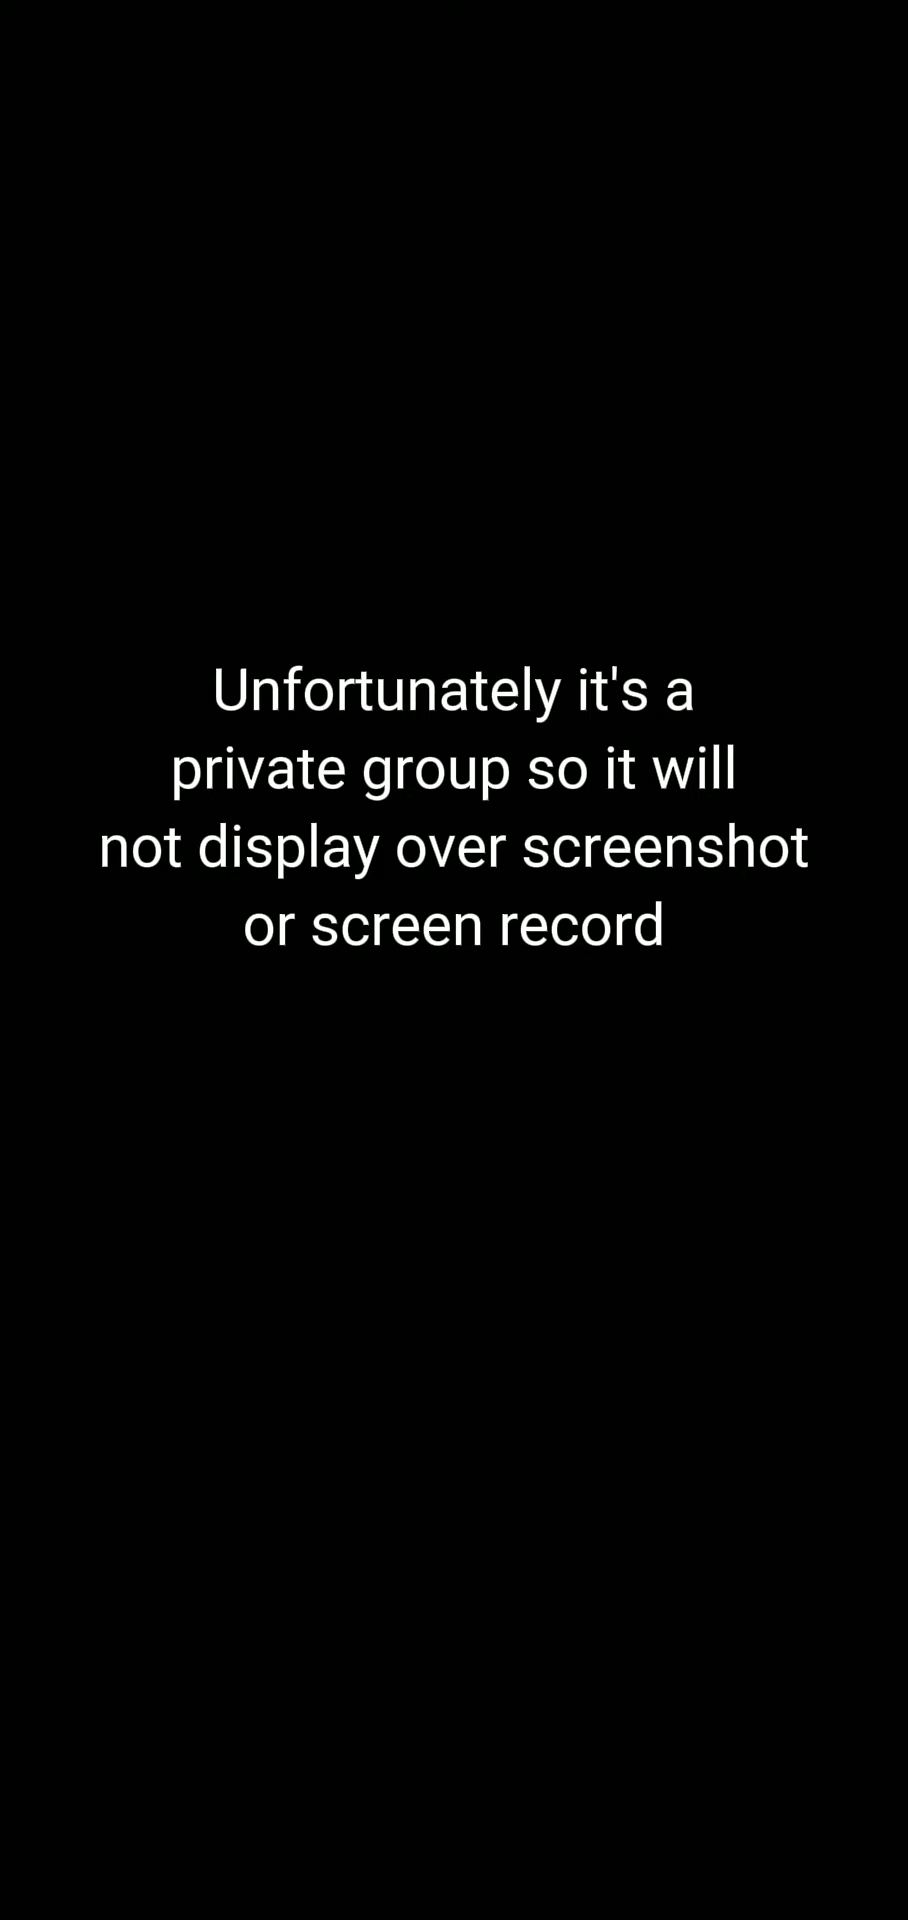 Unfortunately it's a
private group so it will
not display over screenshot
or screen record